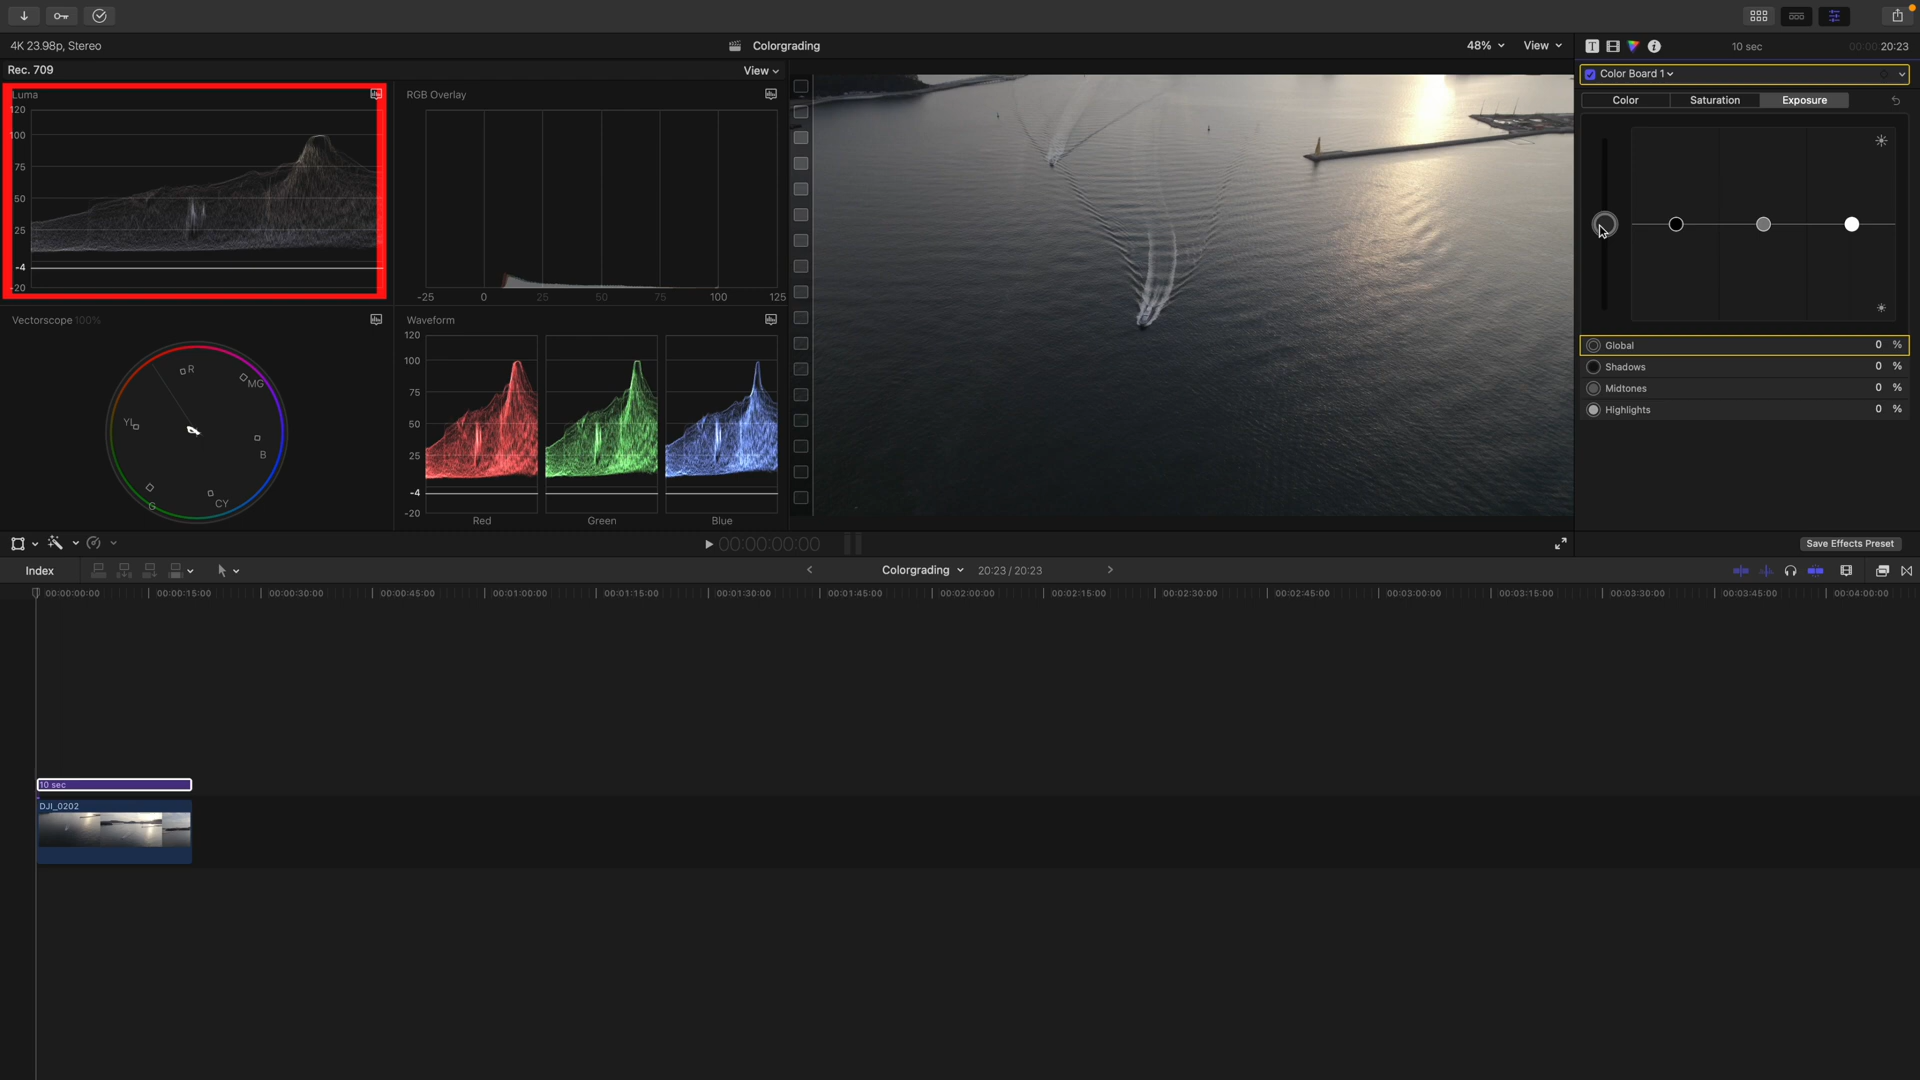 4K 23.98p, Stereo
Colorgrading
48%
View
10 sec
00:00:20:23
Rec. 709
View
Color Board 1
Luma
120
100
75
50
25
-4
-20
RGB Overlay
-25 0 25 50 75 100 125
Color Saturation Exposure
Global 0 %
Shadows 0 %
Midtones 0 %
Highlights 0 %
Vectorscope 100%
R
MG
YL
B
G
CY
Waveform
120
100
75
50
25
-4
-20
Red Green Blue
00:00:00:00
Save Effects Preset
Index
Colorgrading
20:23 / 20:23
00:00:00:00 00:00:15:00 00:00:30:00 00:00:45:00 00:01:00:00 00:01:15:00 00:01:30:00 00:01:45:00 00:02:00:00 00:02:15:00 00:02:30:00 00:02:45:00 00:03:00:00 00:03:15:00 00:03:30:00 00:03:45:00 00:04:00:00
10 sec
DJI_0202